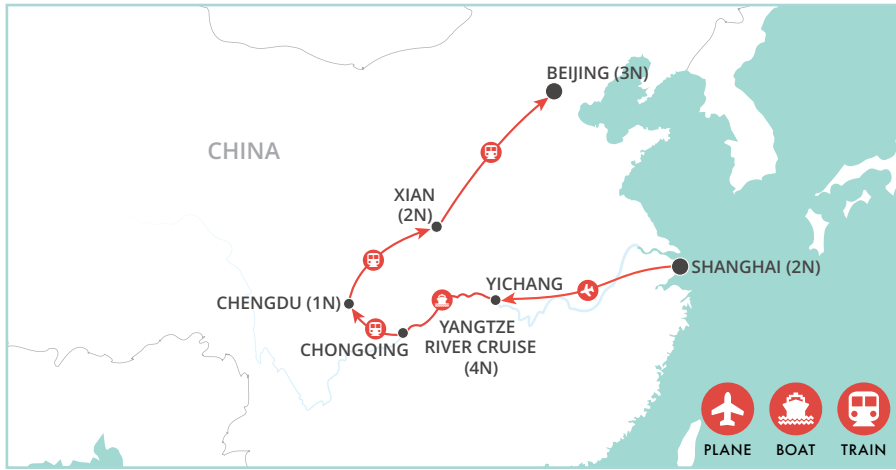 BEIJING (3N)
CHINA
XIAN
(2N)
SHANGHAI (2N)
YICHANG
CHENGDU (1N)
YANGTZE
RIVER CRUISE
(4N)
CHONGQING
PLANE
BOAT
TRAIN